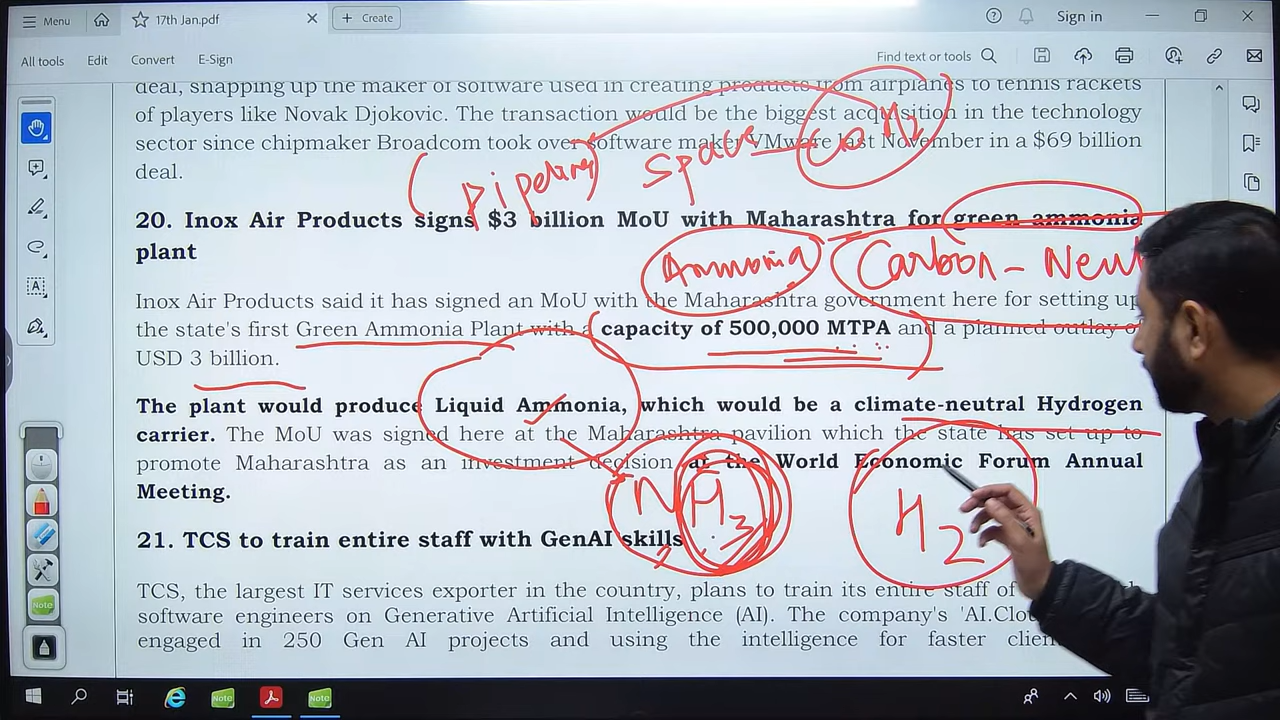 Menu
17th Jan.pdf
Create
Sign in
All tools Edit Convert E-Sign
Find text or tools
deal, snapping up the maker of software used in creating products from airplanes to tennis rackets
of players like Novak Djokovic. The transaction would be the biggest acquisition in the technology
sector since chipmaker Broadcom took over software maker VMware last November in a $69 billion
deal.
20. Inox Air Products signs $3 billion MoU with Maharashtra for green ammonia
plant
Ammonia
Carbon - Neut
Inox Air Products said it has signed an MoU with the Maharashtra government here for setting up
the state's first Green Ammonia Plant with a capacity of 500,000 MTPA and a planned outlay of
USD 3 billion.
The plant would produce Liquid Ammonia, which would be a climate-neutral Hydrogen
carrier. The MoU was signed here at the Maharashtra pavilion which the state has set up to
promote Maharashtra as an investment decision at the World Economic Forum Annual
Meeting.
NH3
H2
21. TCS to train entire staff with GenAI skills
TCS, the largest IT services exporter in the country, plans to train its entire staff of
software engineers on Generative Artificial Intelligence (AI). The company's 'AI.Clo
engaged in 250 Gen AI projects and using the intelligence for faster clien
Note
Note
Note